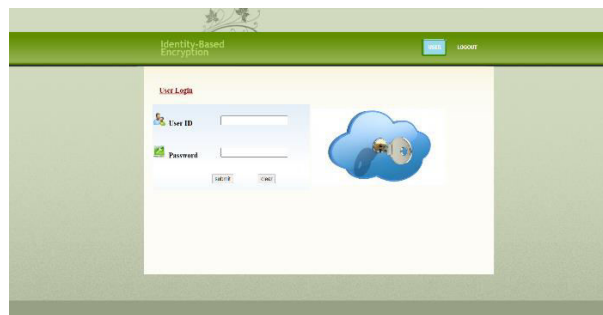 Identity-Based
Encryption
LOGOUT
User Login
User ID
Password